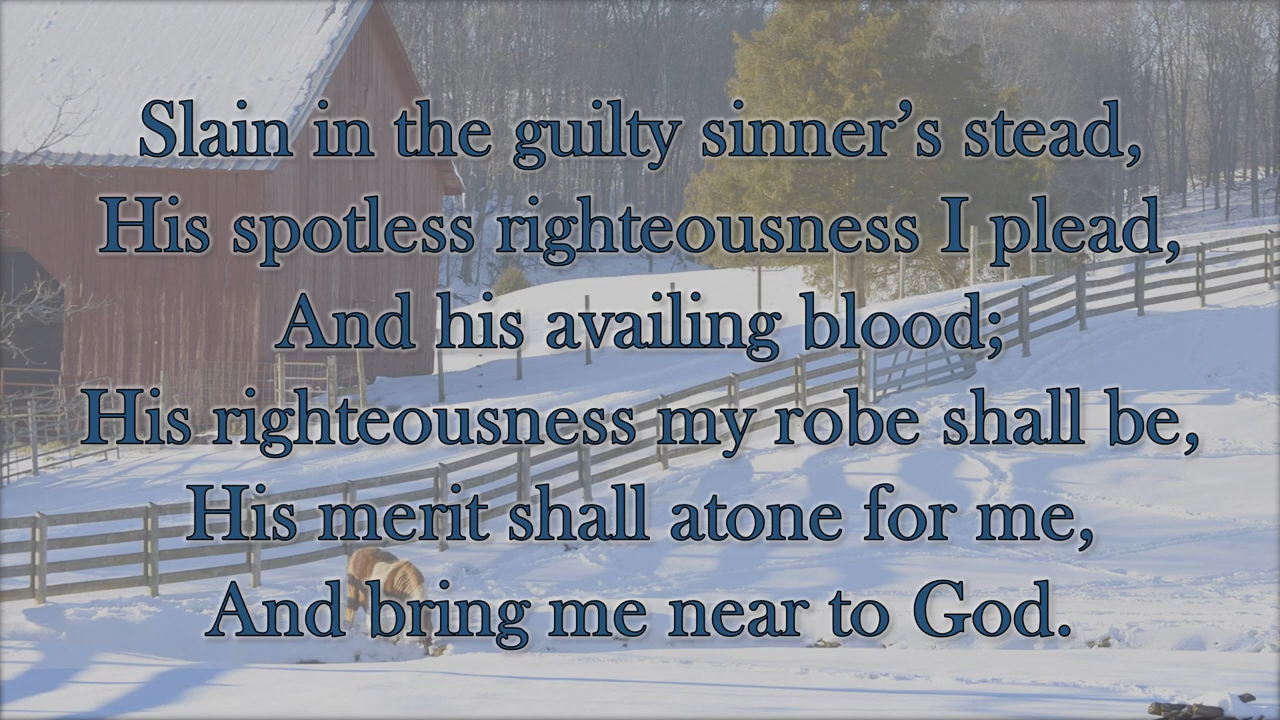 Slain in the guilty sinner’s stead,
His spotless righteousness I plead,
And his availing blood;
His righteousness my robe shall be,
His merit shall atone for me,
And bring me near to God.